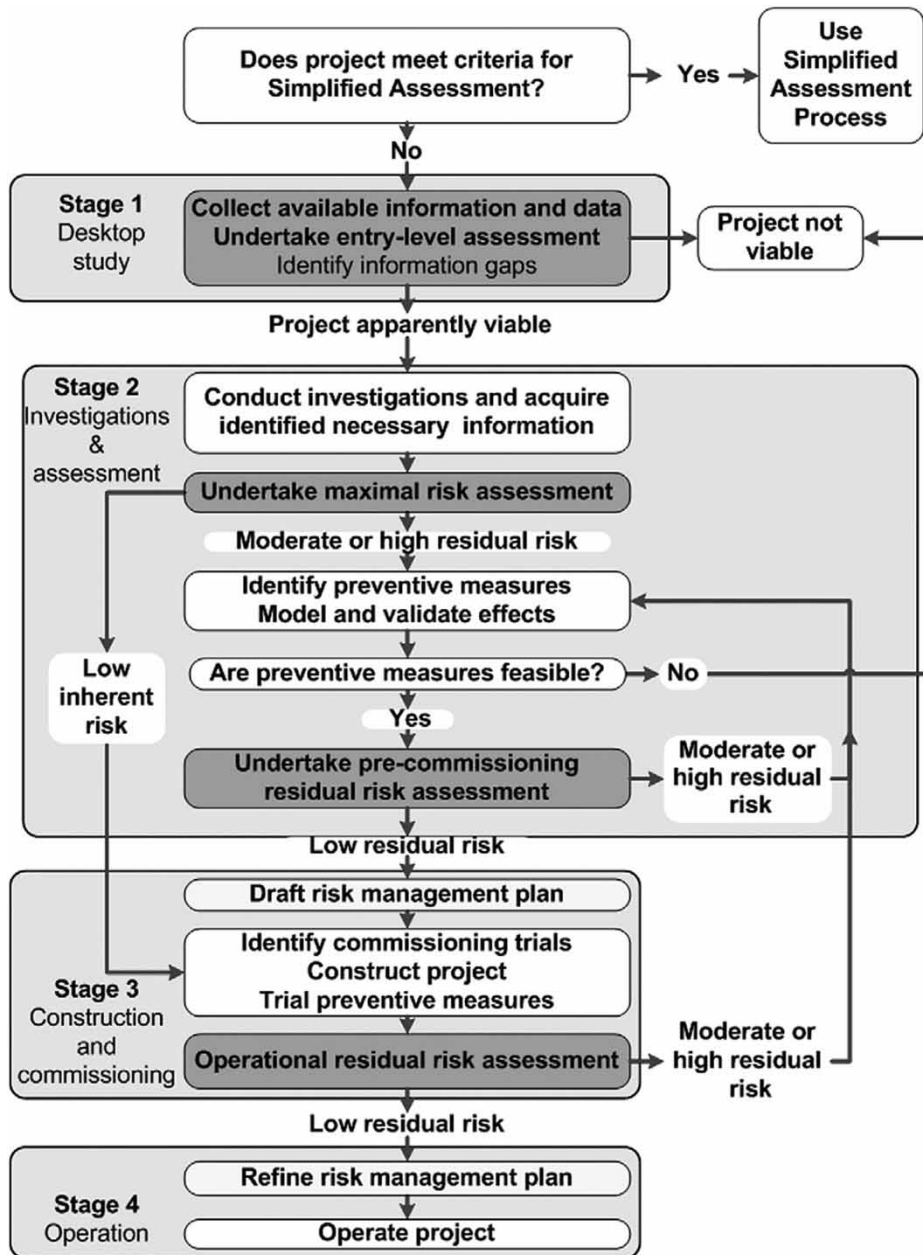 Does project meet criteria for
Simplified Assessment?
Yes
Use
Simplified
Assessment
Process
No
Stage 1
Desktop
study
Collect available information and data
Undertake entry-level assessment
Identify information gaps
Project not
viable
Project apparently viable
Stage 2
Investigations
&
assessment
Conduct investigations and acquire
identified necessary information
Undertake maximal risk assessment
Moderate or high residual risk
Identify preventive measures
Model and validate effects
Low
inherent
risk
Are preventive measures feasible?
No
Yes
Undertake pre-commissioning
residual risk assessment
Moderate or
high residual
risk
Low residual risk
Draft risk management plan
Stage 3
Construction
and
commissioning
Identify commissioning trials
Construct project
Trial preventive measures
Operational residual risk assessment
Moderate or
high residual
risk
Low residual risk
Stage 4
Operation
Refine risk management plan
Operate project